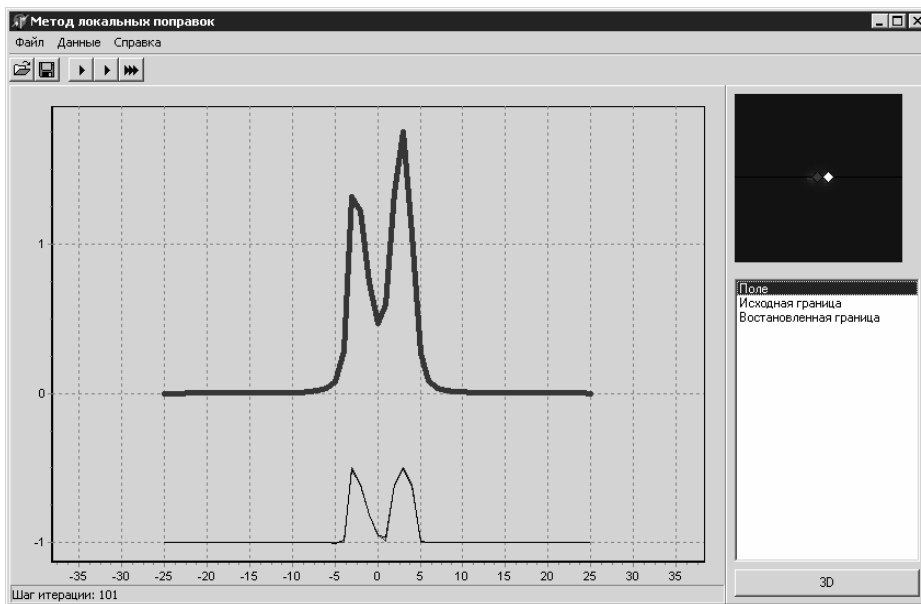 Метод локальных поправок
Файл Данные Справка
1
0
-1
-35 -30 -25 -20 -15 -10 -5 0 5 10 15 20 25 30 35
Шаг итерации: 101
Поле
Исходная граница
Востановленная граница
3D